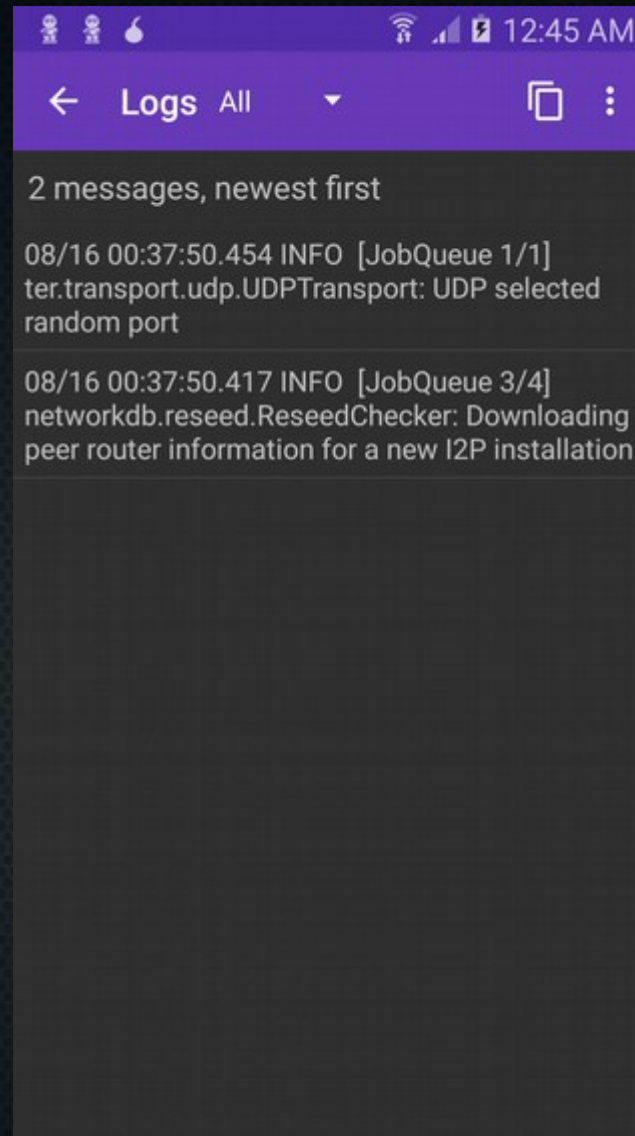 12:45 AM
Logs All
2 messages, newest first
08/16 00:37:50.454 INFO [JobQueue 1/1]
ter.transport.udp.UDPTransport: UDP selected
random port
08/16 00:37:50.417 INFO [JobQueue 3/4]
networkdb.reseed.ReseedChecker: Downloading
peer router information for a new I2P installation